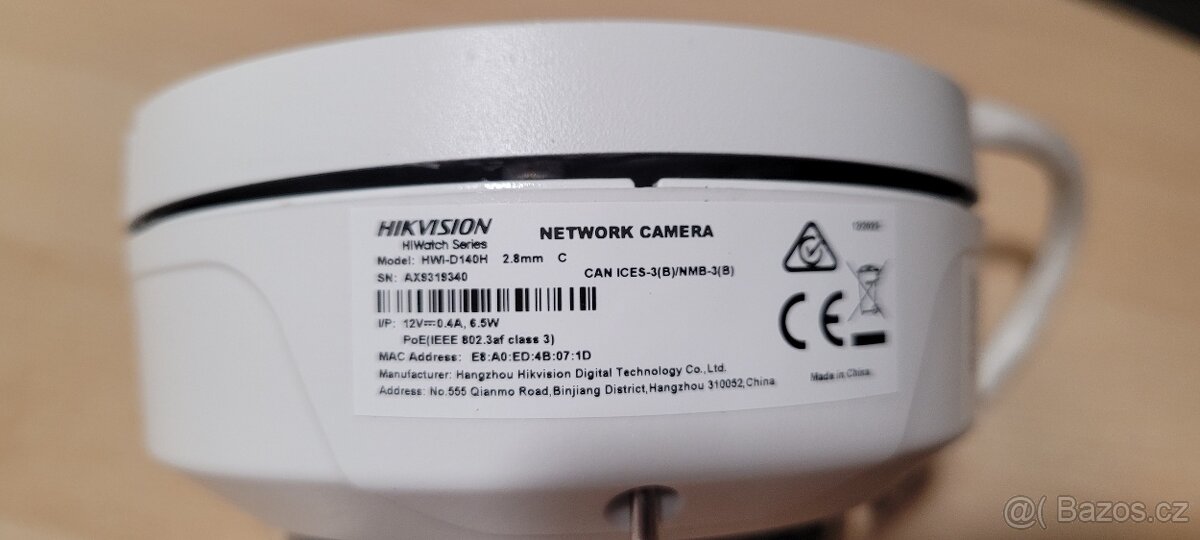 HIKVISION
HiWatch Series
NETWORK CAMERA
Model: HWI-D140H 2.8mm C
SN: AX9319340
CAN ICES-3(B)/NMB-3(B)
I/P: 12V⎓0.4A, 6.5W
PoE(IEEE 802.3af class 3)
MAC Address: E8:A0:ED:4B:07:1D
Manufacturer: Hangzhou Hikvision Digital Technology Co.,Ltd.
Address: No.555 Qianmo Road,Binjiang District,Hangzhou 310052,China
CE
Made in China
@( Bazos.cz